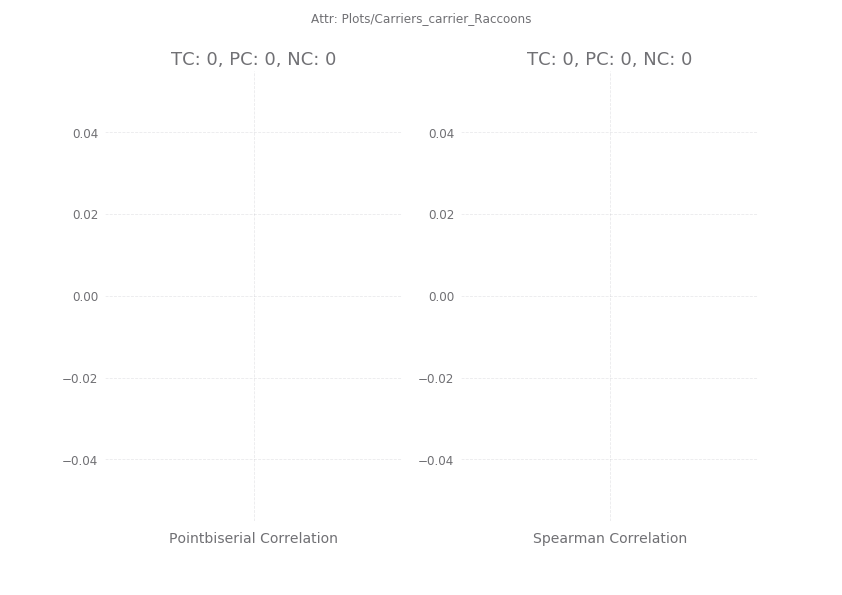 Attr: Plots/Carriers_carrier_Raccoons
TC: 0, PC: 0, NC: 0
0.04
0.02
0.00
−0.02
−0.04
Pointbiserial Correlation
TC: 0, PC: 0, NC: 0
0.04
0.02
0.00
−0.02
−0.04
Spearman Correlation